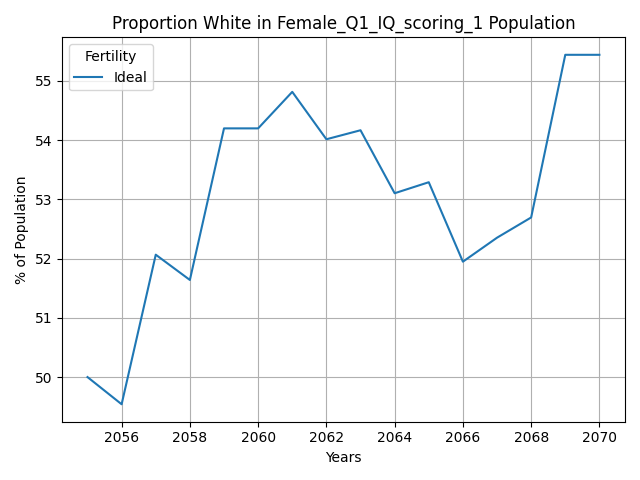 Proportion White in Female_Q1_IQ_scoring_1 Population
Fertility
Ideal
% of Population
55
54
53
52
51
50
2056 2058 2060 2062 2064 2066 2068 2070
Years